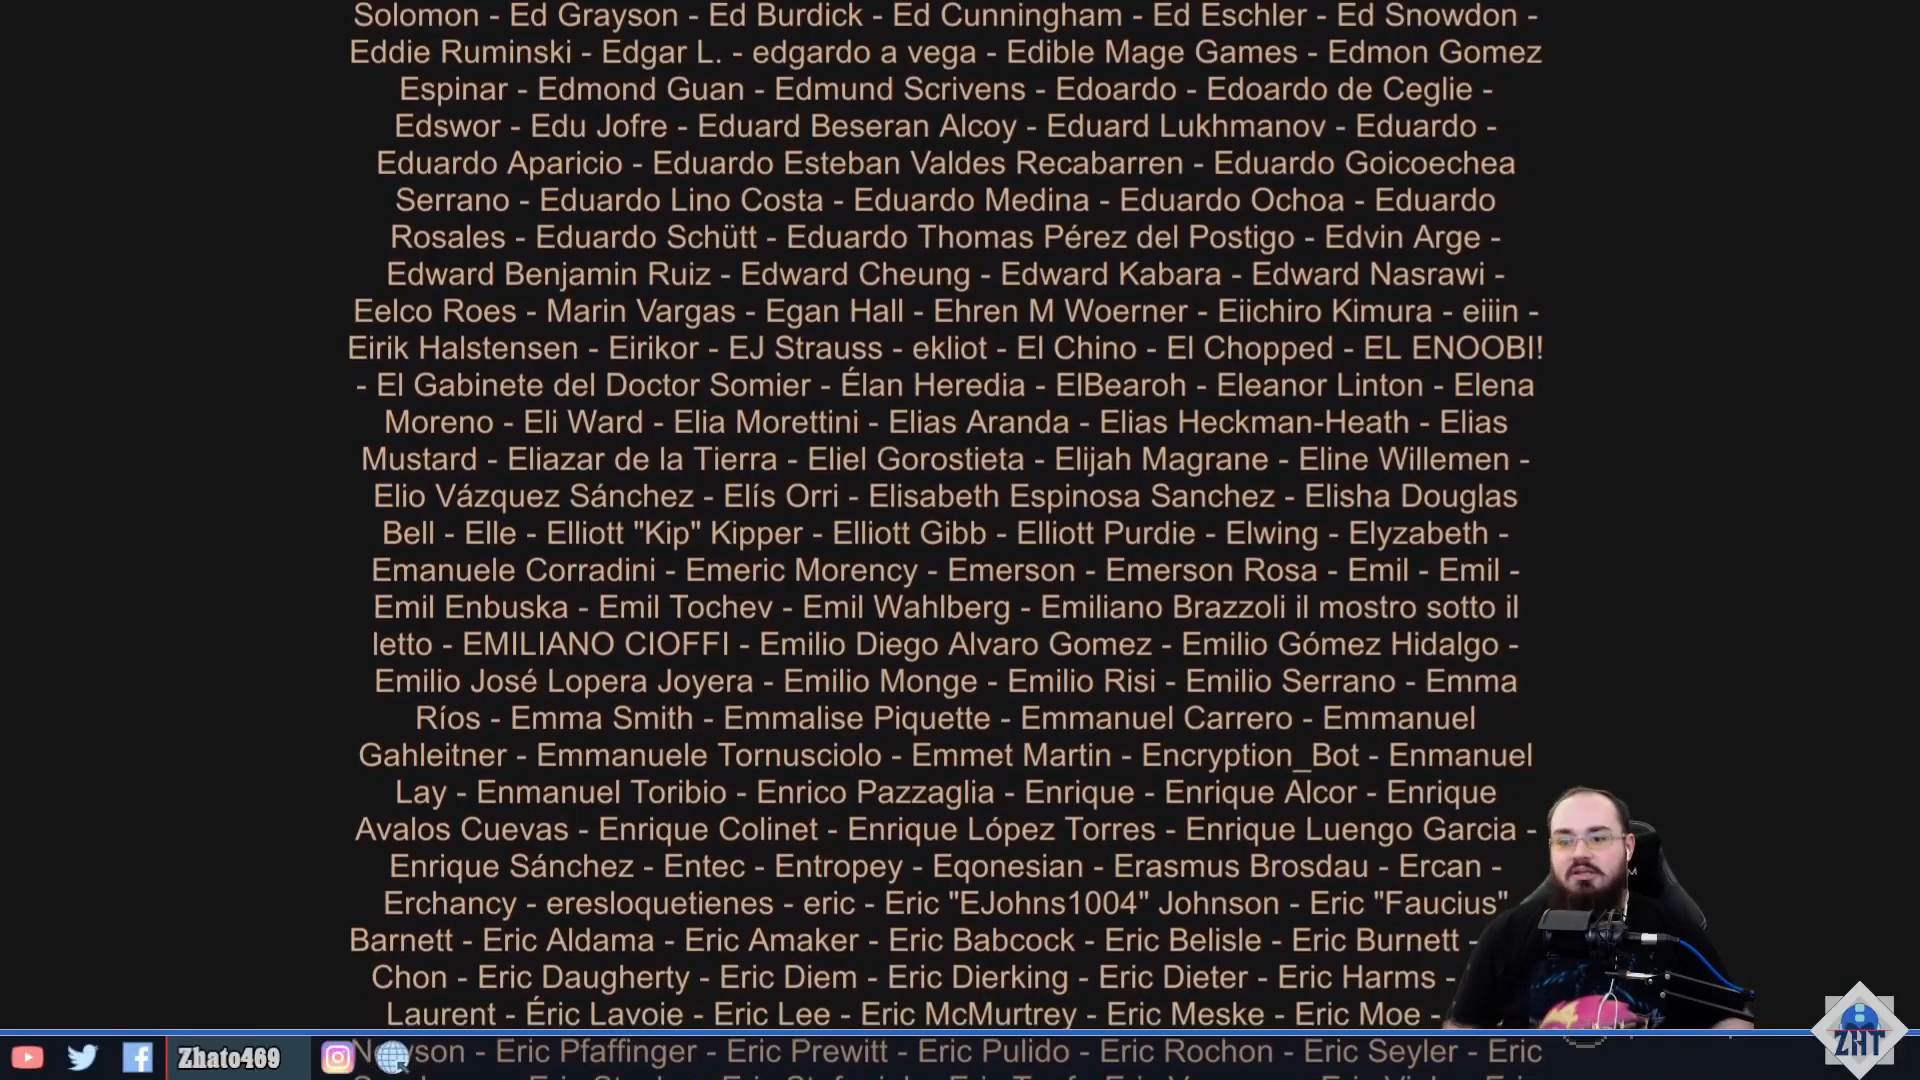 Solomon - Ed Grayson - Ed Burdick - Ed Cunningham - Ed Eschler - Ed Snowdon -
Eddie Ruminski - Edgar L. - edgardo a vega - Edible Mage Games - Edmon Gomez
Espinar - Edmond Guan - Edmund Scrivens - Edoardo - Edoardo de Ceglie -
Edswor - Edu Jofre - Eduard Beseran Alcoy - Eduard Lukhmanov - Eduardo -
Eduardo Aparicio - Eduardo Esteban Valdes Recabarren - Eduardo Goicoechea
Serrano - Eduardo Lino Costa - Eduardo Medina - Eduardo Ochoa - Eduardo
Rosales - Eduardo Schütt - Eduardo Thomas Pérez del Postigo - Edvin Arge -
Edward Benjamin Ruiz - Edward Cheung - Edward Kabara - Edward Nasrawi -
Eelco Roes - Marin Vargas - Egan Hall - Ehren M Woerner - Eiichiro Kimura - eiiin -
Eirik Halstensen - Eirikor - EJ Strauss - ekliot - El Chino - El Chopped - EL ENOOBI!
- El Gabinete del Doctor Somier - Élan Heredia - ElBearoh - Eleanor Linton - Elena
Moreno - Eli Ward - Elia Morettini - Elias Aranda - Elias Heckman-Heath - Elias
Mustard - Eliazar de la Tierra - Eliel Gorostieta - Elijah Magrane - Eline Willemen -
Elio Vázquez Sánchez - Elís Orri - Elisabeth Espinosa Sanchez - Elisha Douglas
Bell - Elle - Elliott "Kip" Kipper - Elliott Gibb - Elliott Purdie - Elwing - Elyzabeth -
Emanuele Corradini - Emeric Morency - Emerson - Emerson Rosa - Emil - Emil -
Emil Enbuska - Emil Tochev - Emil Wahlberg - Emiliano Brazzoli il mostro sotto il
letto - EMILIANO CIOFFI - Emilio Diego Alvaro Gomez - Emilio Gómez Hidalgo -
Emilio José Lopera Joyera - Emilio Monge - Emilio Risi - Emilio Serrano - Emma
Ríos - Emma Smith - Emmalise Piquette - Emmanuel Carrero - Emmanuel
Gahleitner - Emmanuele Tornusciolo - Emmet Martin - Encryption_Bot - Enmanuel
Lay - Enmanuel Toribio - Enrico Pazzaglia - Enrique - Enrique Alcor - Enrique
Avalos Cuevas - Enrique Colinet - Enrique López Torres - Enrique Luengo Garcia -
Enrique Sánchez - Entec - Entropey - Eqonesian - Erasmus Brosdau - Ercan -
Erchancy - eresloquetienes - eric - Eric "EJohns1004" Johnson - Eric "Faucius"
Barnett - Eric Aldama - Eric Amaker - Eric Babcock - Eric Belisle - Eric Burnett -
Chon - Eric Daugherty - Eric Diem - Eric Dierking - Eric Dieter - Eric Harms -
Laurent - Éric Lavoie - Eric Lee - Eric McMurtrey - Eric Meske - Eric Moe -
- Eric Pfaffinger - Eric Prewitt - Eric Pulido - Eric Rochon - Eric Seyler - Eric
Zhato469
ZHT